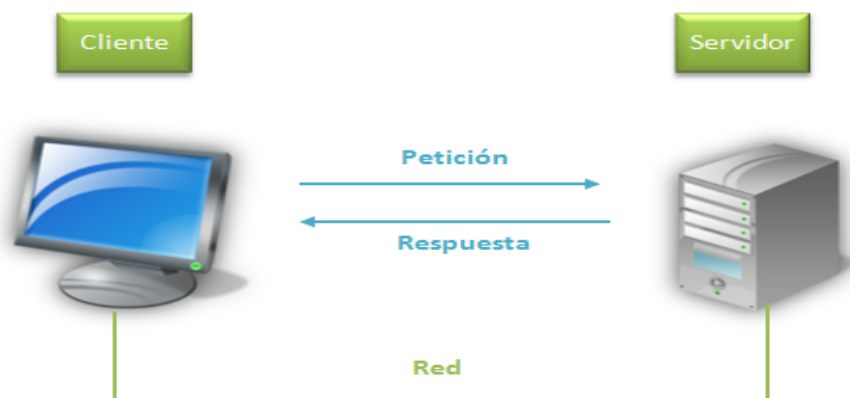 Cliente
Servidor
Petición
Respuesta
Red